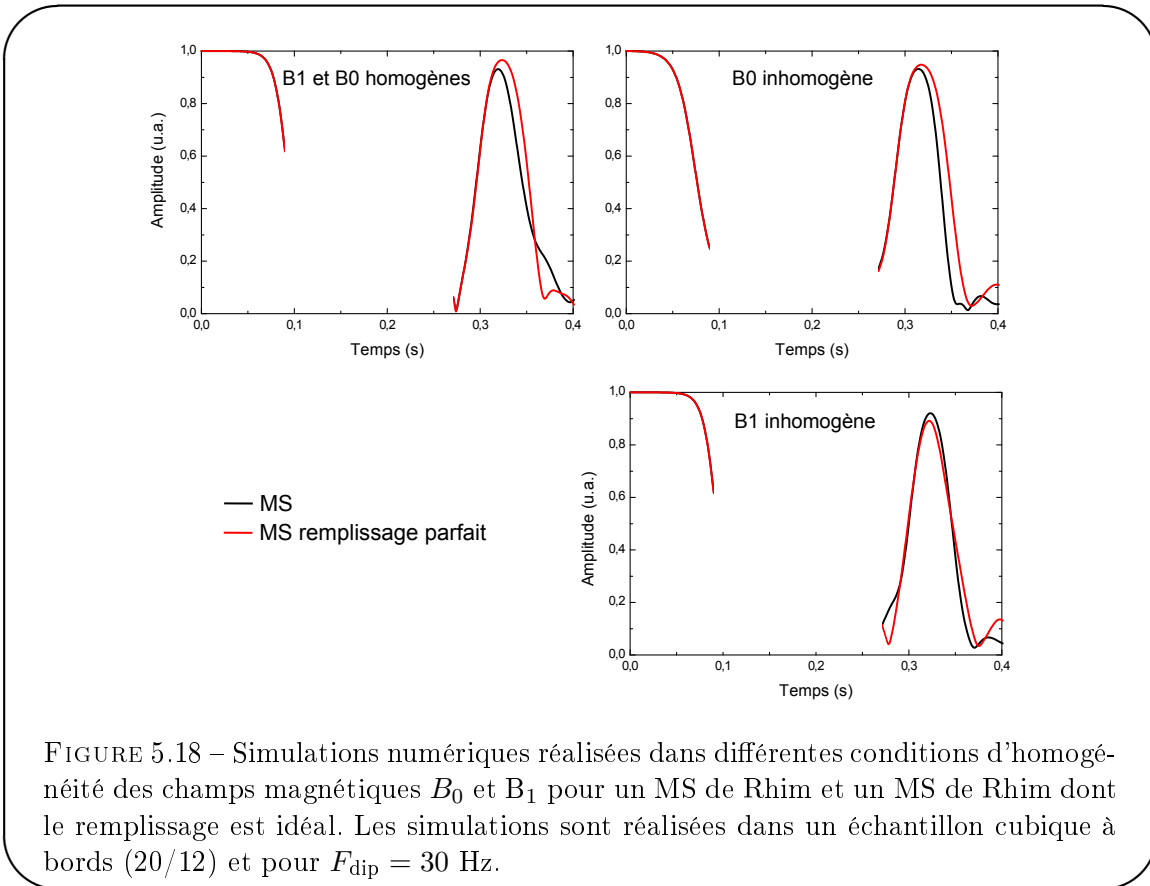 B1 et B0 homogènes
1,0
0,8
0,6
0,4
0,2
0,0
Amplitude (u.a.)
0,0 0,1 0,2 0,3 0,4
Temps (s)
B0 inhomogène
1,0
0,8
0,6
0,4
0,2
0,0
Amplitude (u.a.)
0,0 0,1 0,2 0,3 0,4
Temps (s)
B1 inhomogène
1,0
0,8
0,6
0,4
0,2
0,0
Amplitude (u.a.)
0,0 0,1 0,2 0,3 0,4
Temps (s)
MS
MS remplissage parfait
FIGURE 5.18 – Simulations numériques réalisées dans différentes conditions d'homogé-
néité des champs magnétiques B₀ et B₁ pour un MS de Rhim et un MS de Rhim dont
le remplissage est idéal. Les simulations sont réalisées dans un échantillon cubique à
bords (20/12) et pour F_dip = 30 Hz.